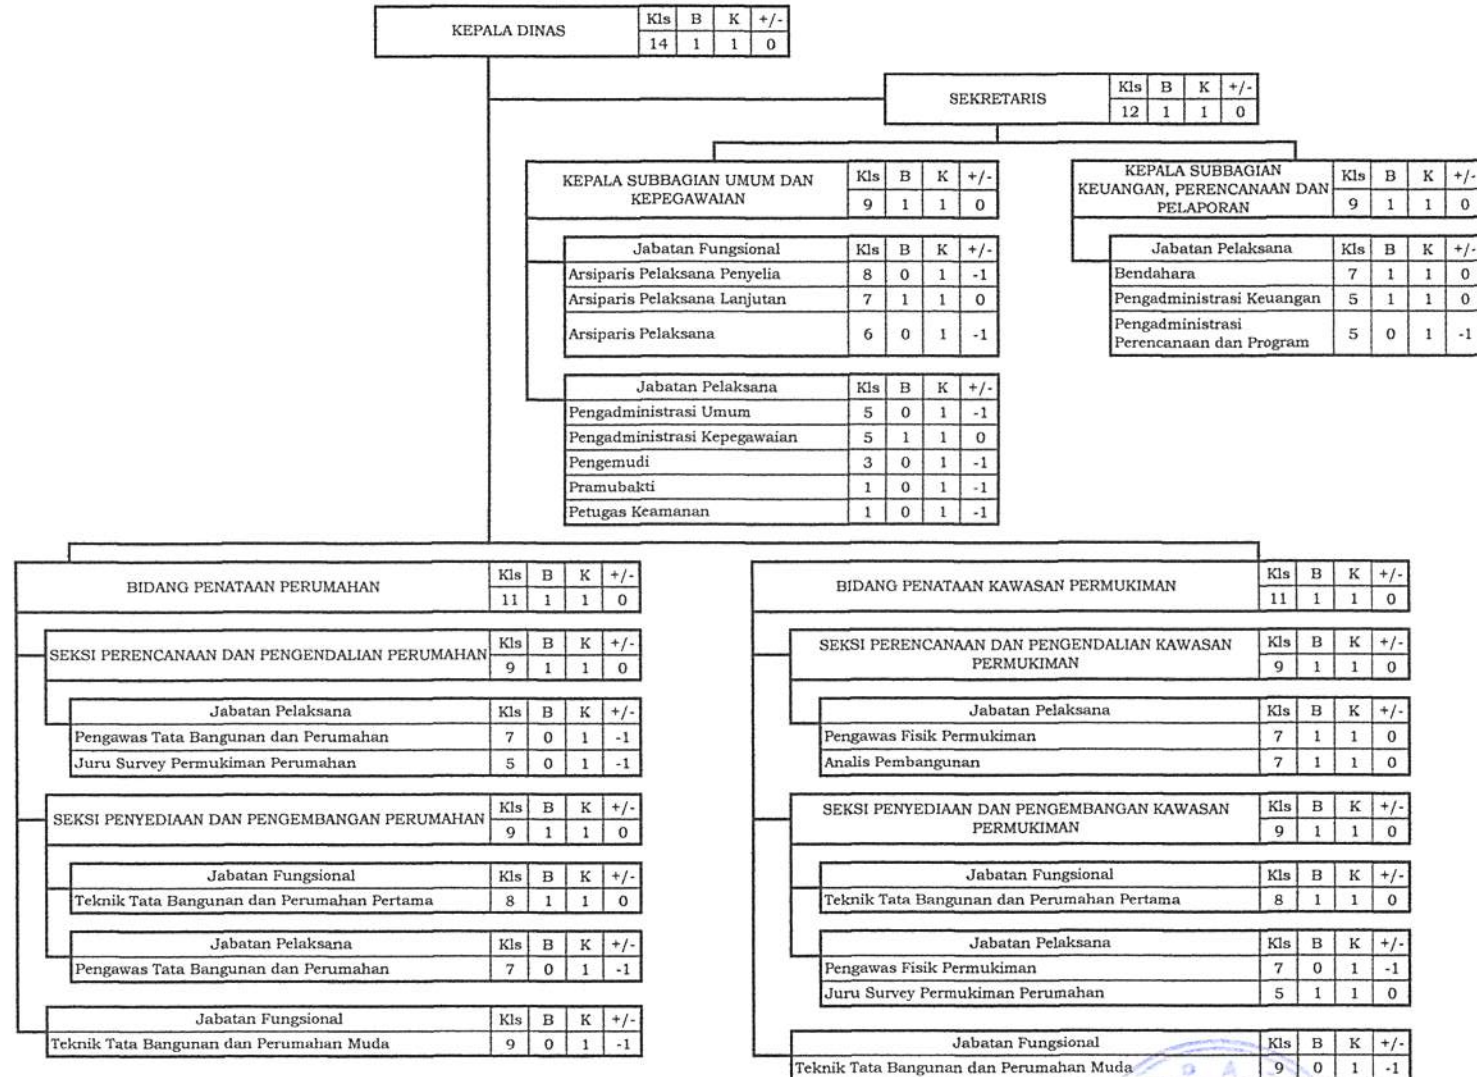 KEPALA DINAS
Kls B K +/-
14 1 1 0
SEKRETARIS
Kls B K +/-
12 1 1 0
KEPALA SUBBAGIAN UMUM DAN
KEPEGAWAIAN
Kls B K +/-
9 1 1 0
Jabatan Fungsional Kls B K +/-
Arsiparis Pelaksana Penyelia 8 0 1 -1
Arsiparis Pelaksana Lanjutan 7 1 1 0
Arsiparis Pelaksana 6 0 1 -1
Jabatan Pelaksana Kls B K +/-
Pengadministrasi Umum 5 0 1 -1
Pengadministrasi Kepegawaian 5 1 1 0
Pengemudi 3 0 1 -1
Pramubakti 1 0 1 -1
Petugas Keamanan 1 0 1 -1
KEPALA SUBBAGIAN
KEUANGAN, PERENCANAAN DAN
PELAPORAN
Kls B K +/-
9 1 1 0
Jabatan Pelaksana Kls B K +/-
Bendahara 7 1 1 0
Pengadministrasi Keuangan 5 1 1 0
Pengadministrasi
Perencanaan dan Program 5 0 1 -1
BIDANG PENATAAN PERUMAHAN
Kls B K +/-
11 1 1 0
SEKSI PERENCANAAN DAN PENGENDALIAN PERUMAHAN
Kls B K +/-
9 1 1 0
Jabatan Pelaksana Kls B K +/-
Pengawas Tata Bangunan dan Perumahan 7 0 1 -1
Juru Survey Permukiman Perumahan 5 0 1 -1
SEKSI PENYEDIAAN DAN PENGEMBANGAN PERUMAHAN
Kls B K +/-
9 1 1 0
Jabatan Fungsional Kls B K +/-
Teknik Tata Bangunan dan Perumahan Pertama 8 1 1 0
Jabatan Pelaksana Kls B K +/-
Pengawas Tata Bangunan dan Perumahan 7 0 1 -1
Jabatan Fungsional Kls B K +/-
Teknik Tata Bangunan dan Perumahan Muda 9 0 1 -1
BIDANG PENATAAN KAWASAN PERMUKIMAN
Kls B K +/-
11 1 1 0
SEKSI PERENCANAAN DAN PENGENDALIAN KAWASAN
PERMUKIMAN
Kls B K +/-
9 1 1 0
Jabatan Pelaksana Kls B K +/-
Pengawas Fisik Permukiman 7 1 1 0
Analis Pembangunan 7 1 1 0
SEKSI PENYEDIAAN DAN PENGEMBANGAN KAWASAN
PERMUKIMAN
Kls B K +/-
9 1 1 0
Jabatan Fungsional Kls B K +/-
Teknik Tata Bangunan dan Perumahan Pertama 8 1 1 0
Jabatan Pelaksana Kls B K +/-
Pengawas Fisik Permukiman 7 0 1 -1
Juru Survey Permukiman Perumahan 5 1 1 0
Jabatan Fungsional Kls B K +/-
Teknik Tata Bangunan dan Perumahan Muda 9 0 1 -1